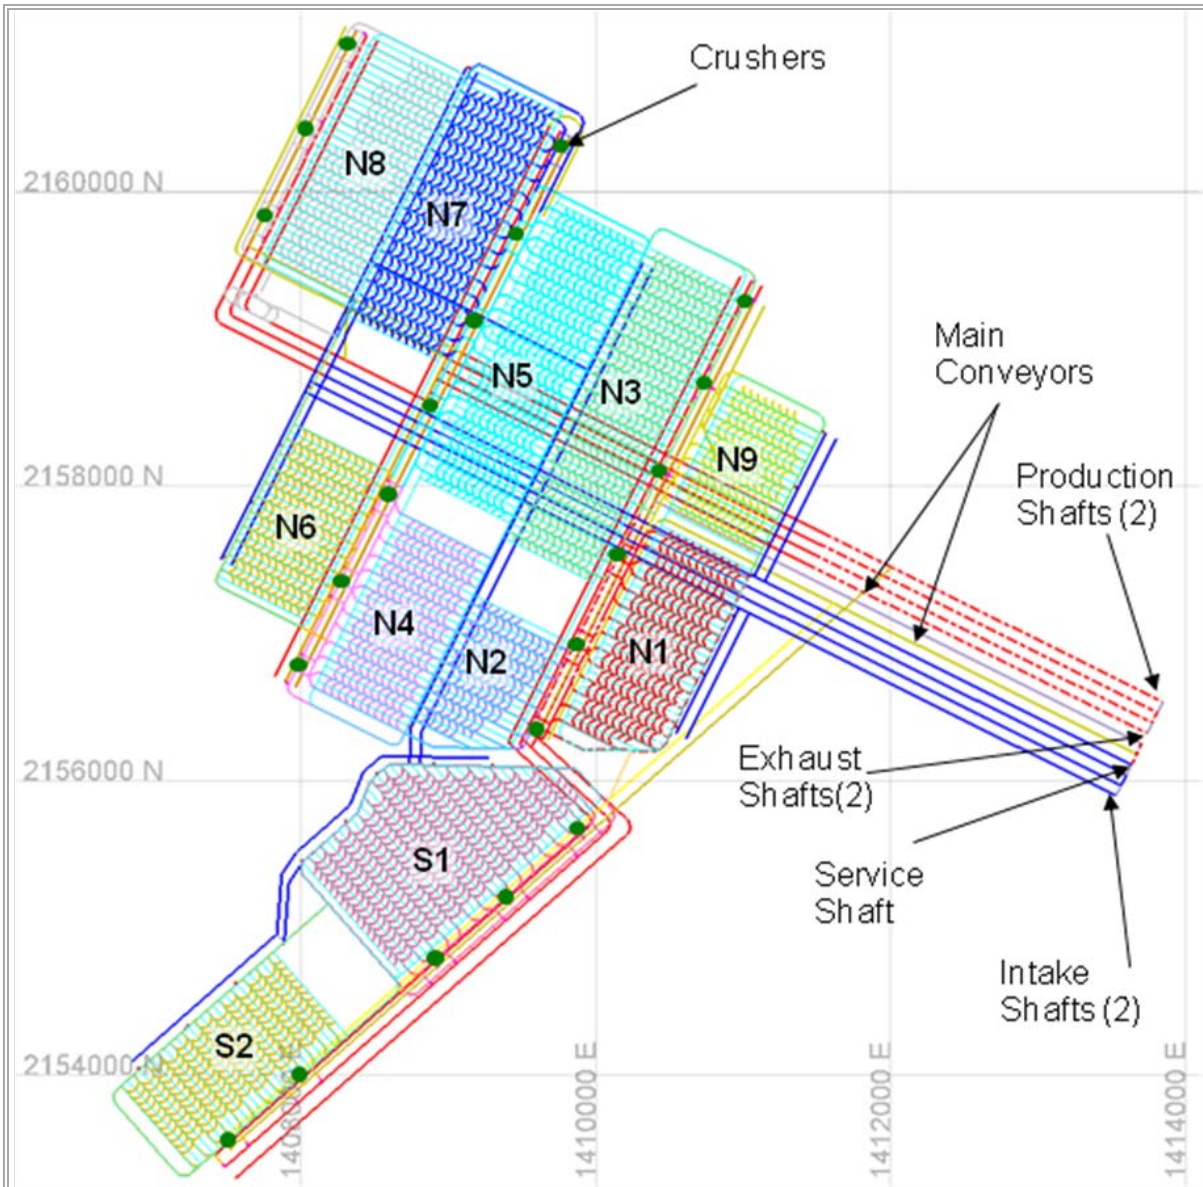 Crushers
N8
2160000 N
N7
Main
Conveyors
N5
N3
N9
Production
Shafts (2)
2158000 N
N6
N4
N2
N1
Exhaust
Shafts(2)
2156000 N
S1
Service
Shaft
Intake
Shafts (2)
S2
2154000 N
1408000 E
1410000 E
1412000 E
1414000 E